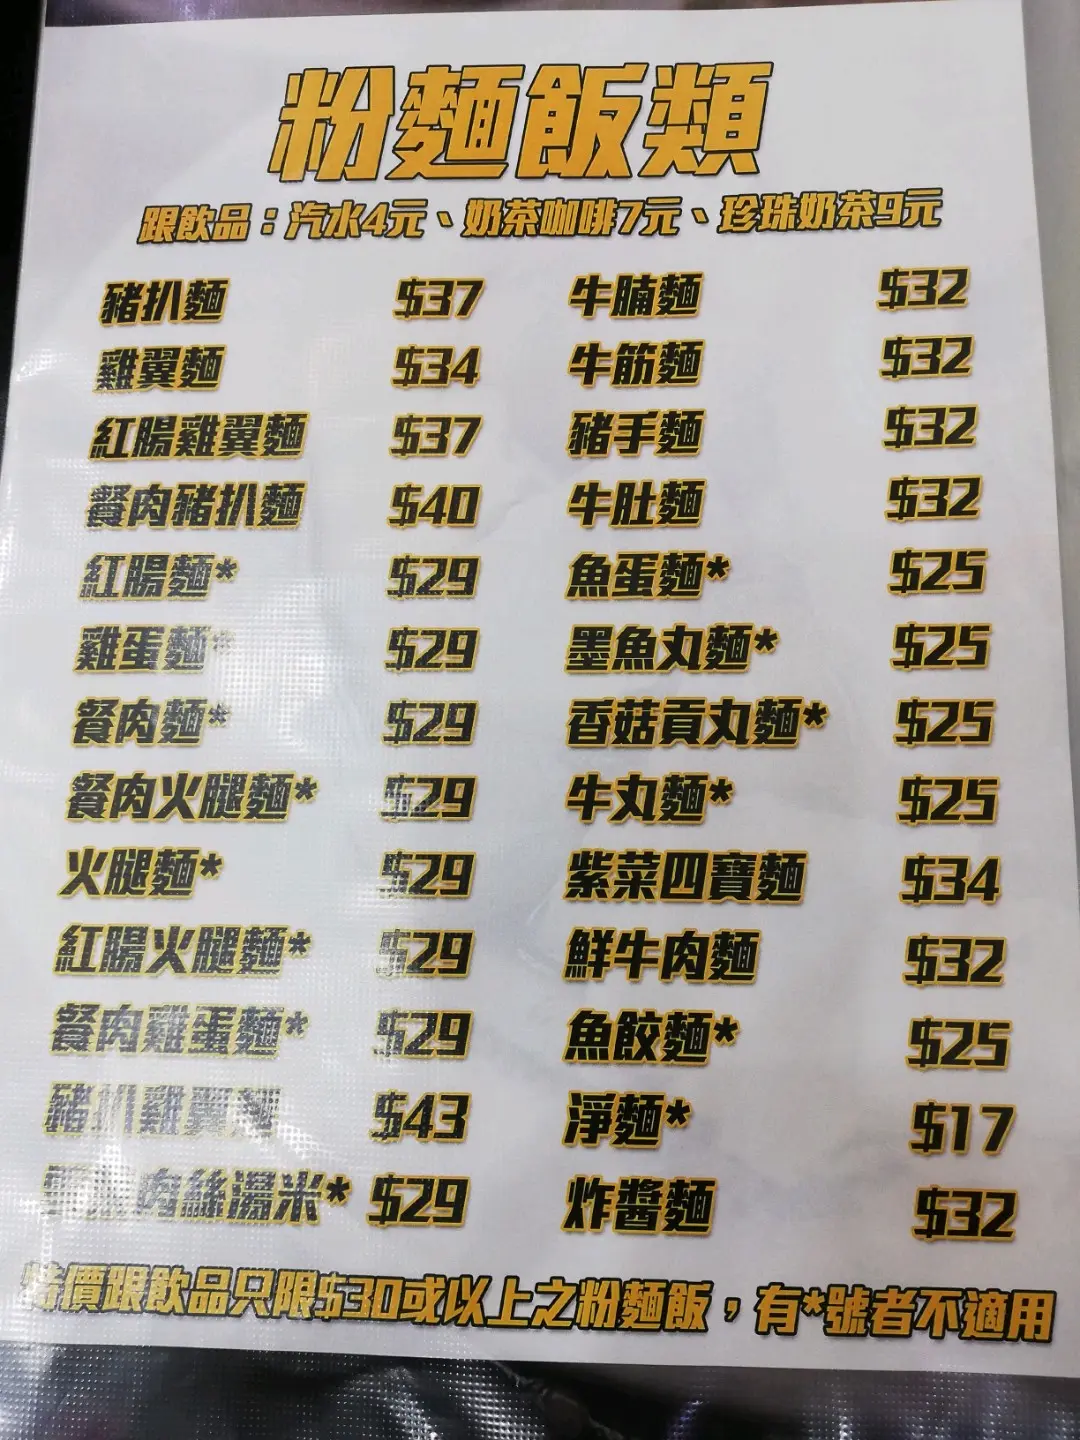 粉麵飯類
跟飲品：汽水4元、奶茶咖啡7元、珍珠奶茶9元
豬扒麵 $37 牛腩麵 $32
雞翼麵 $34 牛筋麵 $32
紅腸雞翼麵 $37 豬手麵 $32
餐肉豬扒麵 $40 牛肚麵 $32
紅腸麵* $29 魚蛋麵* $25
雞蛋麵* $29 墨魚丸麵* $25
餐肉麵* $29 香菇貢丸麵* $25
餐肉火腿麵* $29 牛丸麵* $25
火腿麵* $29 紫菜四寶麵 $34
紅腸火腿麵* $29 鮮牛肉麵 $32
餐肉雞蛋麵* $29 魚餃麵* $25
豬扒雞翼麵 $43 淨麵* $17
肉絲湯米* $29 炸醬麵 $32
特價跟飲品只限$30或以上之粉麵飯，有*號者不適用